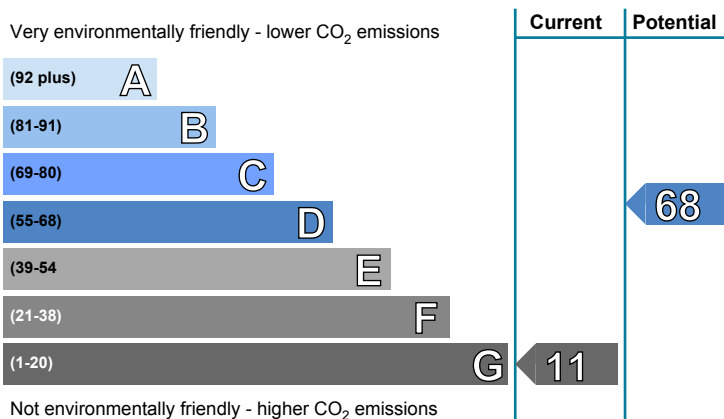 Current Potential
Very environmentally friendly - lower CO2 emissions
(92 plus) A
(81-91) B
(69-80) C
(55-68) D
68
(39-54 E
(21-38) F
(1-20) G 11
Not environmentally friendly - higher CO2 emissions